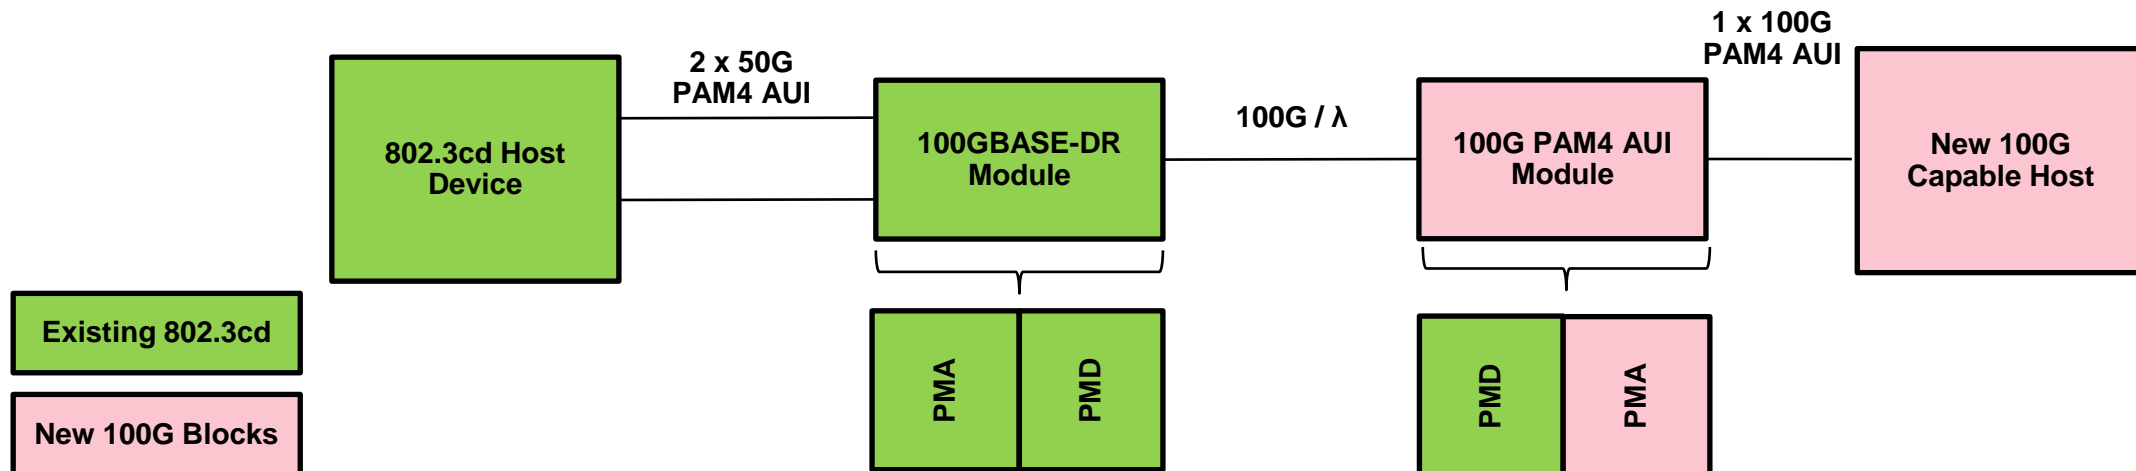 1 x 100G
PAM4 AUI
2 x 50G
PAM4 AUI
100G / λ
802.3cd Host
Device
100GBASE-DR
Module
100G PAM4 AUI
Module
New 100G
Capable Host
Existing 802.3cd
New 100G Blocks
PMA
PMD
PMD
PMA